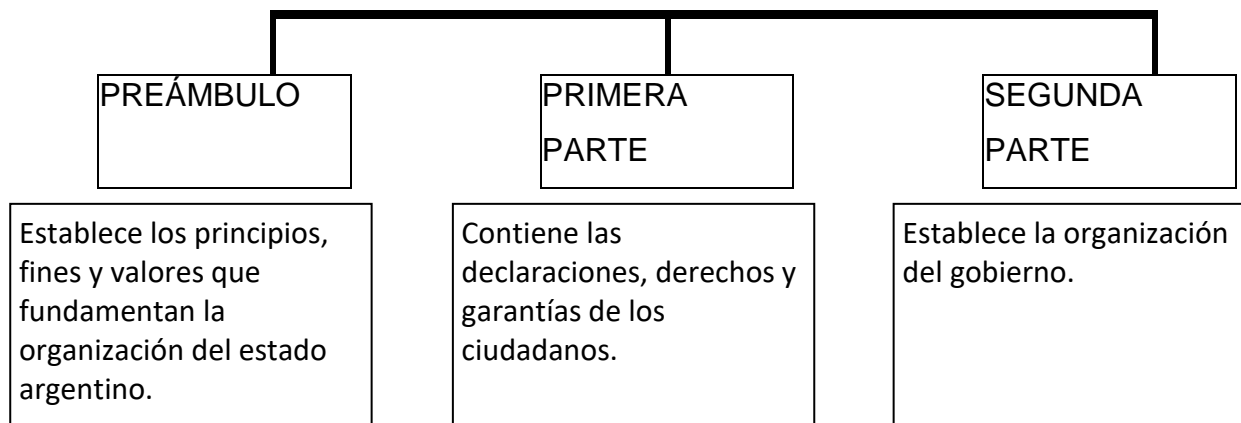 PREÁMBULO
Establece los principios,
fines y valores que
fundamentan la
organización del estado
argentino.
PRIMERA
PARTE
Contiene las
declaraciones, derechos y
garantías de los
ciudadanos.
SEGUNDA
PARTE
Establece la organización
del gobierno.